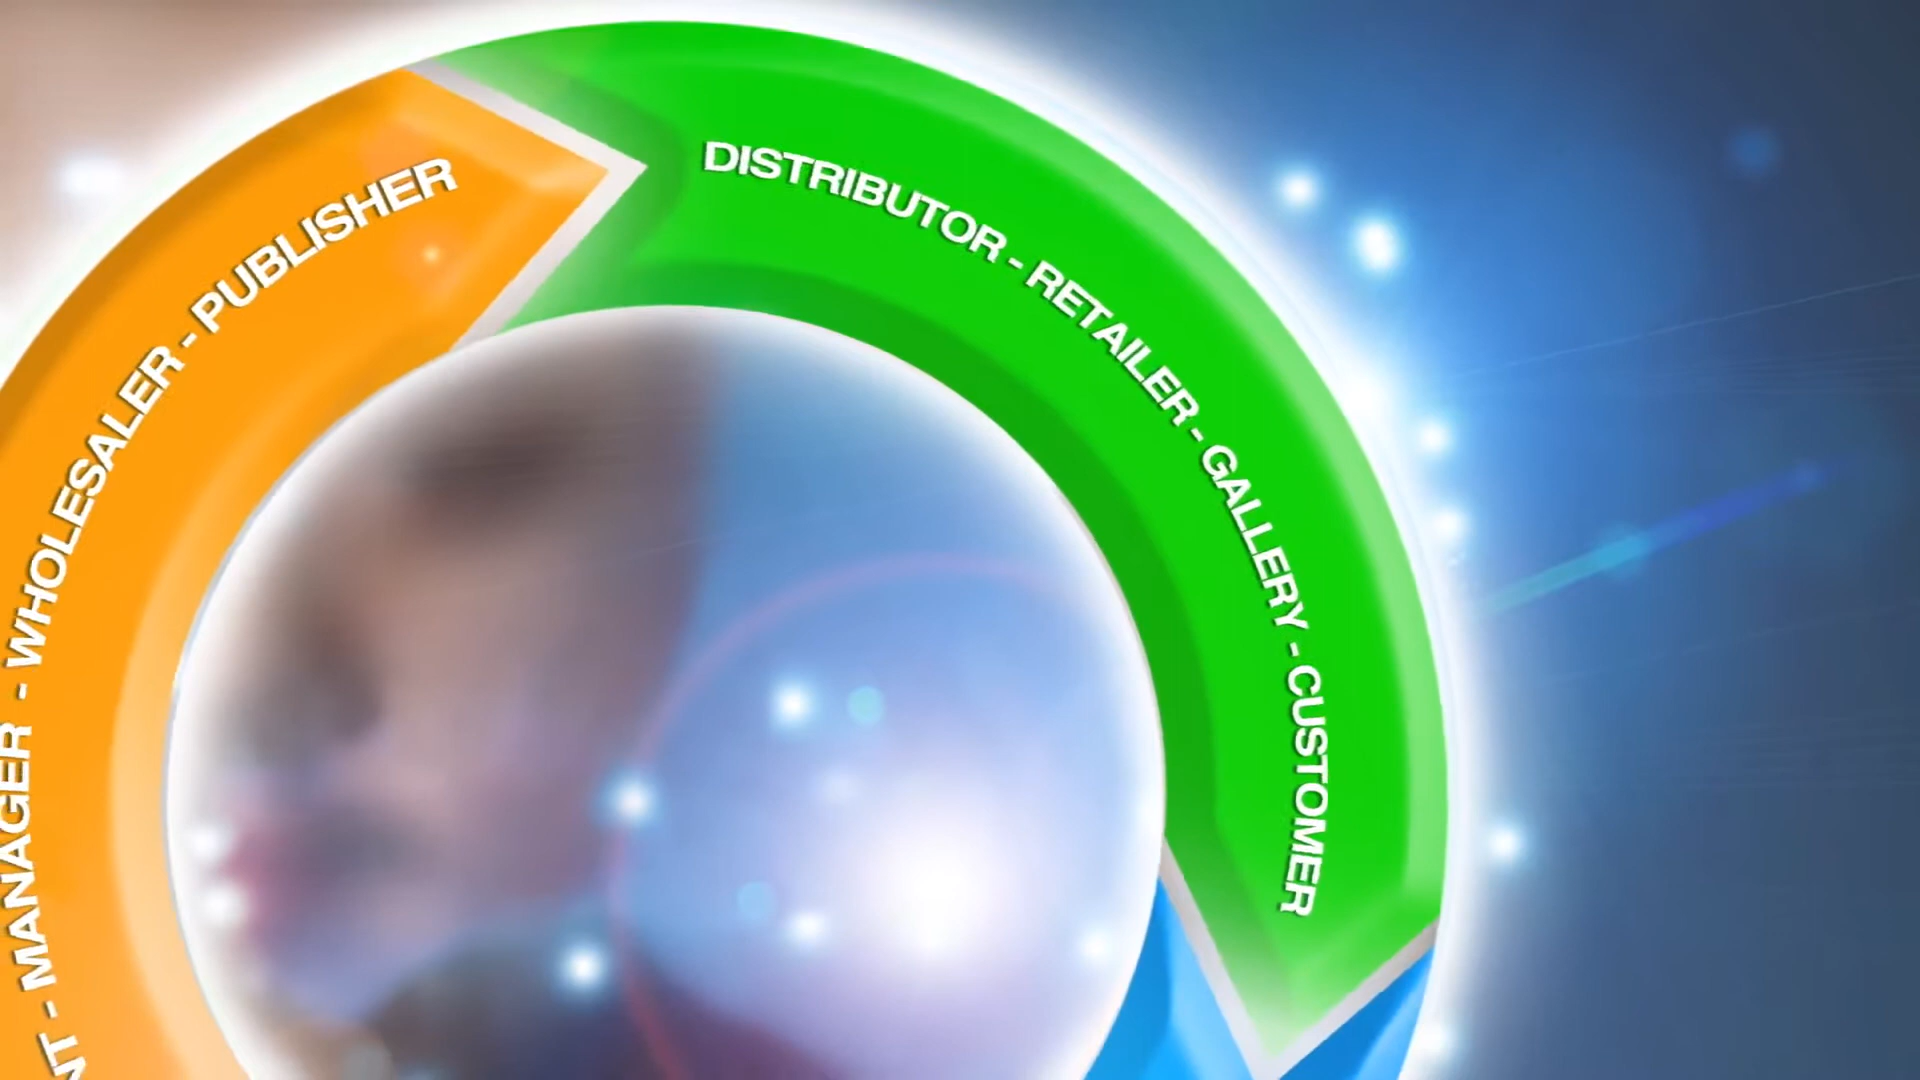 - MANAGER - WHOLESALER - PUBLISHER
DISTRIBUTOR - RETAILER - GALLERY - CUSTOMER